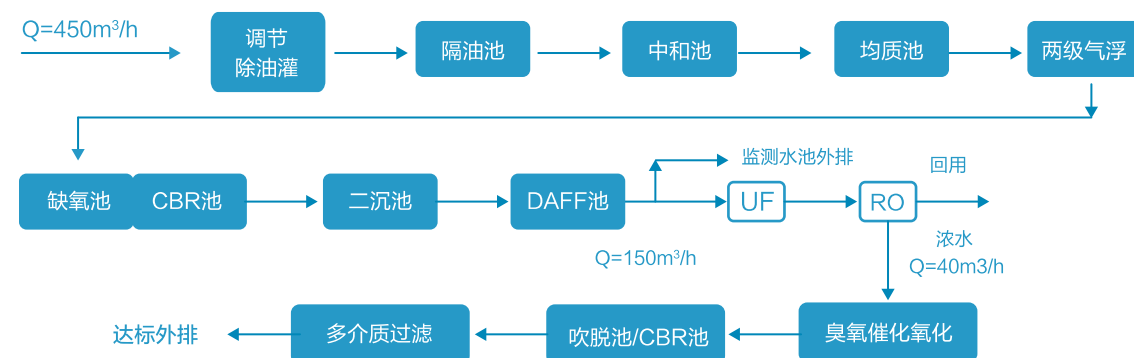 Q=450m³/h
调节
除油灌
隔油池
中和池
均质池
两级气浮
监测水池外排
回用
缺氧池
CBR池
二沉池
DAFF池
UF
RO
Q=150m³/h
浓水
Q=40m3/h
达标外排
多介质过滤
吹脱池/CBR池
臭氧催化氧化